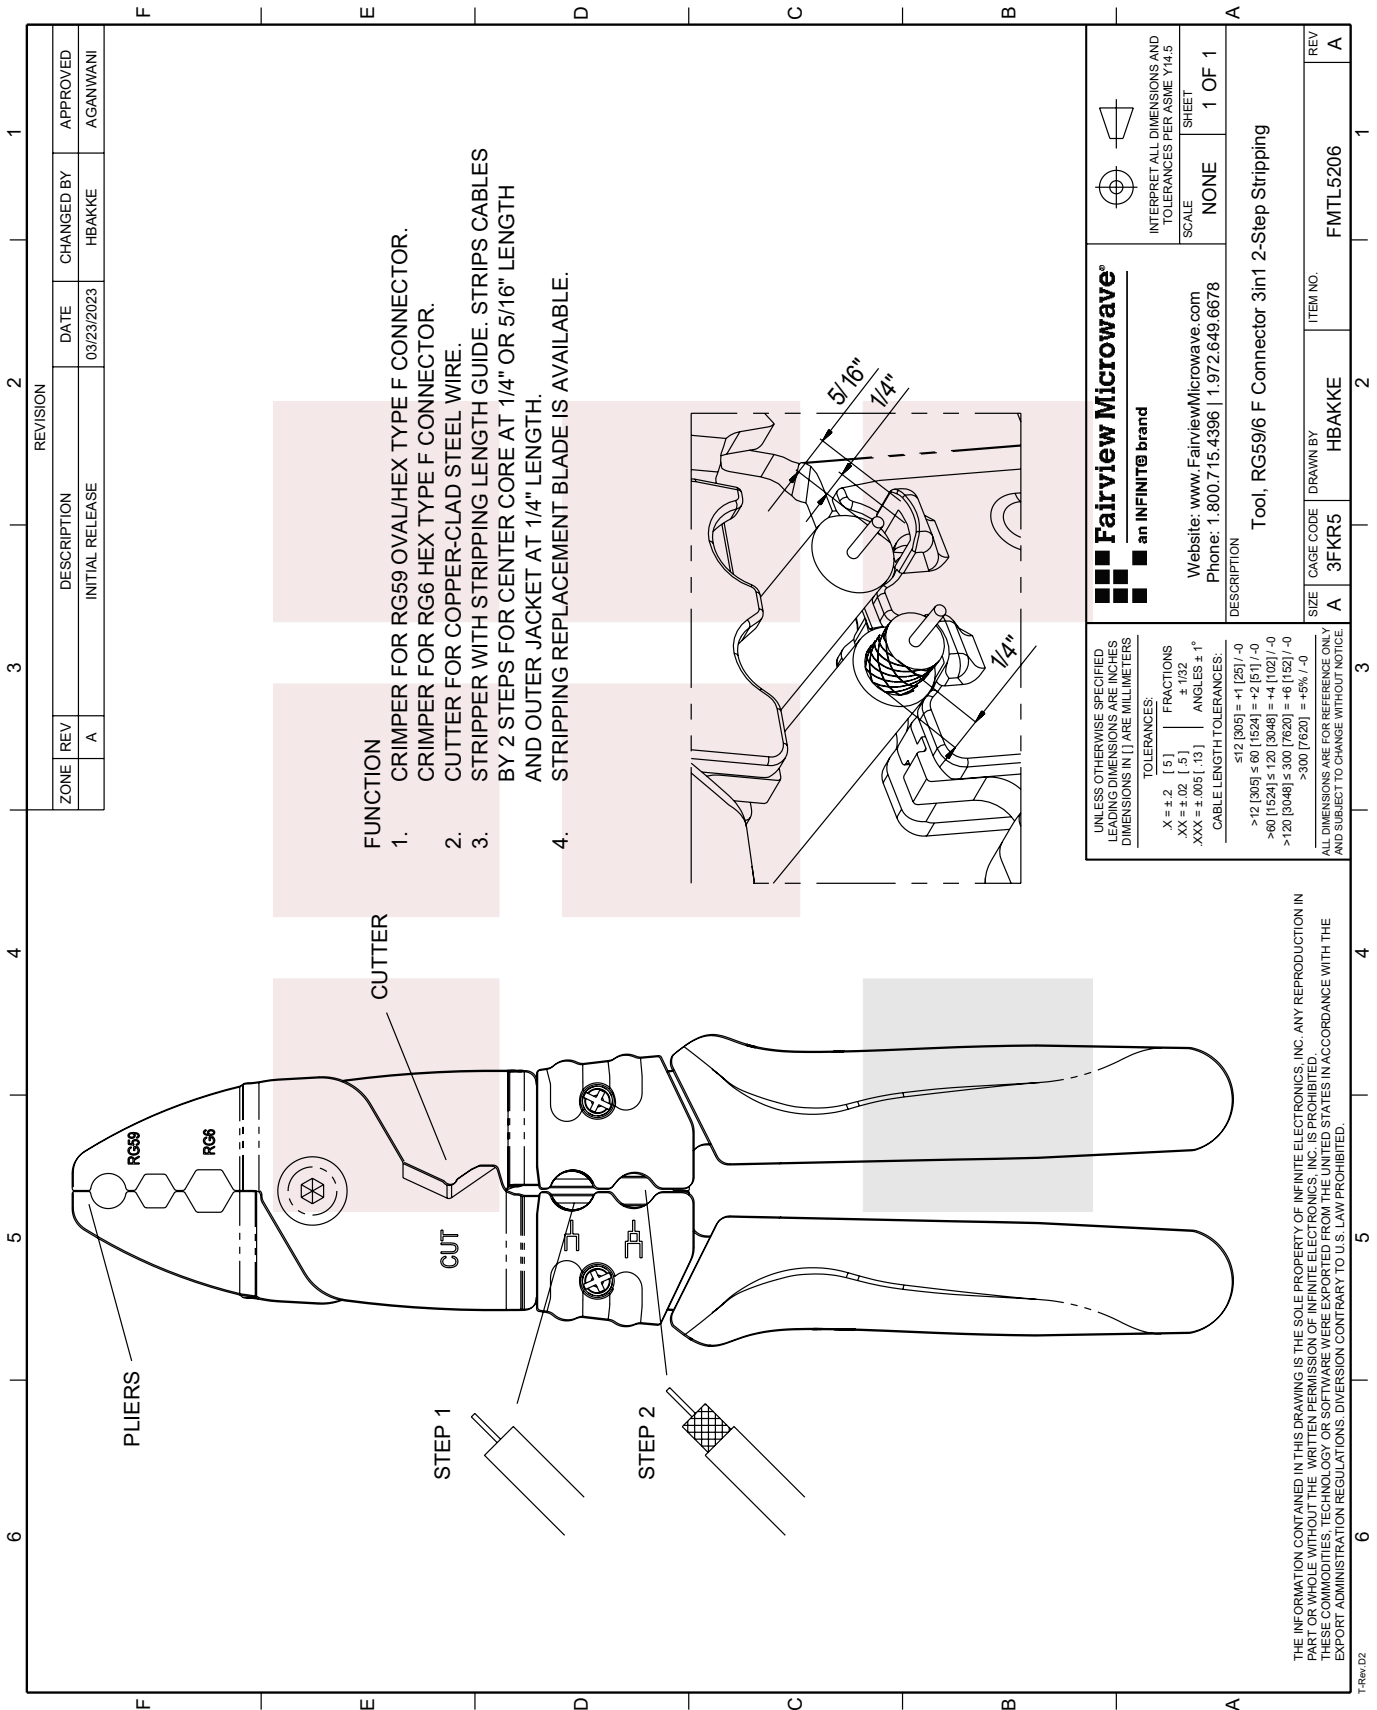 REVISION
ZONE REV DESCRIPTION DATE CHANGED BY APPROVED
A INITIAL RELEASE 03/23/2023 HBAKKE AGANWANI
6 5 4 3 2 1
F
E
D
C
B
A
F
E
D
C
B
A
PLIERS
RG59
RG6
CUTTER
CUT
STEP 1
STEP 2
FUNCTION
1. CRIMPER FOR RG59 OVAL/HEX TYPE F CONNECTOR.
CRIMPER FOR RG6 HEX TYPE F CONNECTOR.
2. CUTTER FOR COPPER-CLAD STEEL WIRE.
3. STRIPPER WITH STRIPPING LENGTH GUIDE. STRIPS CABLES
BY 2 STEPS FOR CENTER CORE AT 1/4" OR 5/16" LENGTH
AND OUTER JACKET AT 1/4" LENGTH.
4. STRIPPING REPLACEMENT BLADE IS AVAILABLE.
5/16"
1/4"
1/4"
UNLESS OTHERWISE SPECIFIED
LEADING DIMENSIONS ARE INCHES
DIMENSIONS IN [ ] ARE MILLIMETERS
TOLERANCES:
.X = ± .2 [ 5 ] FRACTIONS
.XX = ± .02 [ .5 ] ± 1/32
.XXX = ± .005 [ .13 ] ANGLES ± 1°
CABLE LENGTH TOLERANCES:
≤12 [305] = +1 [25] / -0
>12 [305] ≤ 60 [1524] = +2 [51] / -0
>60 [1524] ≤ 120 [3048] = +4 [102] / -0
>120 [3048] ≤ 300 [7620] = +6 [152] / -0
>300 [7620] = +5% / -0
ALL DIMENSIONS ARE FOR REFERENCE ONLY
AND SUBJECT TO CHANGE WITHOUT NOTICE.
Fairview Microwave®
an INFINIT℮ brand
Website: www.FairviewMicrowave.com
Phone: 1.800.715.4396 | 1.972.649.6678
INTERPRET ALL DIMENSIONS AND
TOLERANCES PER ASME Y14.5
SCALE SHEET
NONE 1 OF 1
DESCRIPTION
Tool, RG59/6 F Connector 3in1 2-Step Stripping
SIZE CAGE CODE DRAWN BY ITEM NO. REV
A 3FKR5 HBAKKE FMTL5206 A
THE INFORMATION CONTAINED IN THIS DRAWING IS THE SOLE PROPERTY OF INFINITE ELECTRONICS, INC. ANY REPRODUCTION IN
PART OR WHOLE WITHOUT THE WRITTEN PERMISSION OF INFINITE ELECTRONICS, INC. IS PROHIBITED.
THESE COMMODITIES, TECHNOLOGY OR SOFTWARE WERE EXPORTED FROM THE UNITED STATES IN ACCORDANCE WITH THE
EXPORT ADMINISTRATION REGULATIONS. DIVERSION CONTRARY TO U.S. LAW PROHIBITED.
6 5 4 3 2 1
T-Rev.D2